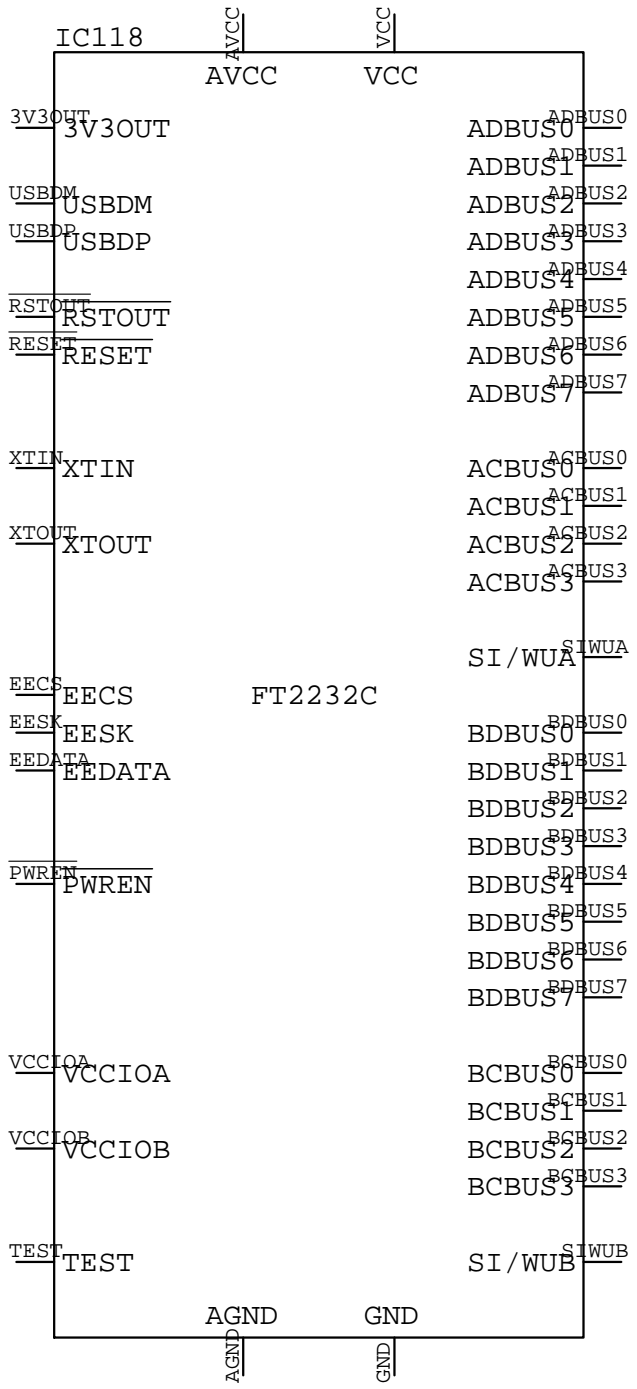 AVCC
VCC
IC118
AVCC VCC
3V3OUT
3V3OUT
ADBUS0
ADBUS0
ADBUS1
ADBUS1
USBDM
USBDM
ADBUS2
ADBUS2
USBDP
USBDP
ADBUS3
ADBUS3
ADBUS4
ADBUS4
RSTOUT
RSTOUT
ADBUS5
ADBUS5
RESET
RESET
ADBUS6
ADBUS6
ADBUS7
ADBUS7
XTIN
XTIN
ACBUS0
ACBUS0
ACBUS1
ACBUS1
XTOUT
XTOUT
ACBUS2
ACBUS2
ACBUS3
ACBUS3
SI/WUA
SIWUA
EECS
EECS
FT2232C
EESK
EESK
BDBUS0
BDBUS0
EEDATA
EEDATA
BDBUS1
BDBUS1
BDBUS2
BDBUS2
BDBUS3
BDBUS3
PWREN
PWREN
BDBUS4
BDBUS4
BDBUS5
BDBUS5
BDBUS6
BDBUS6
BDBUS7
BDBUS7
VCCIOA
VCCIOA
BCBUS0
BCBUS0
BCBUS1
BCBUS1
VCCIOB
VCCIOB
BCBUS2
BCBUS2
BCBUS3
BCBUS3
TEST
TEST
SI/WUB
SIWUB
AGND GND
AGND
GND